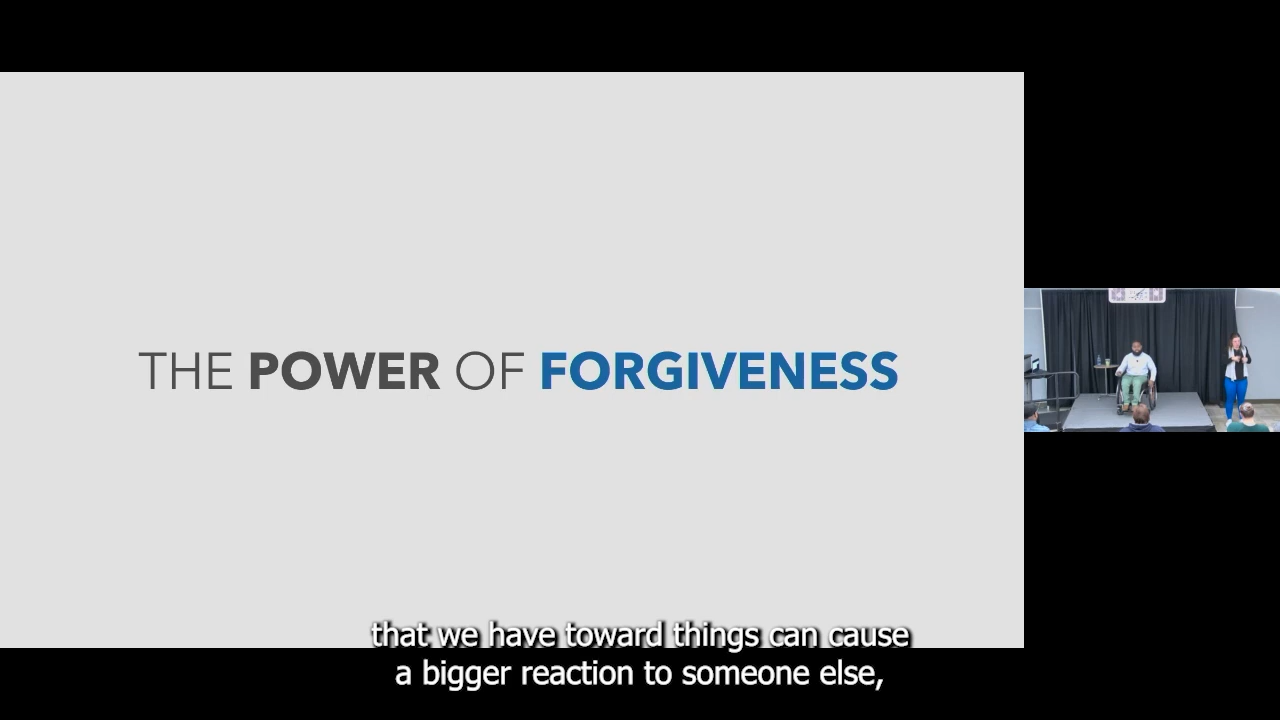 THE POWER OF FORGIVENESS
that we have toward things can cause
a bigger reaction to someone else,